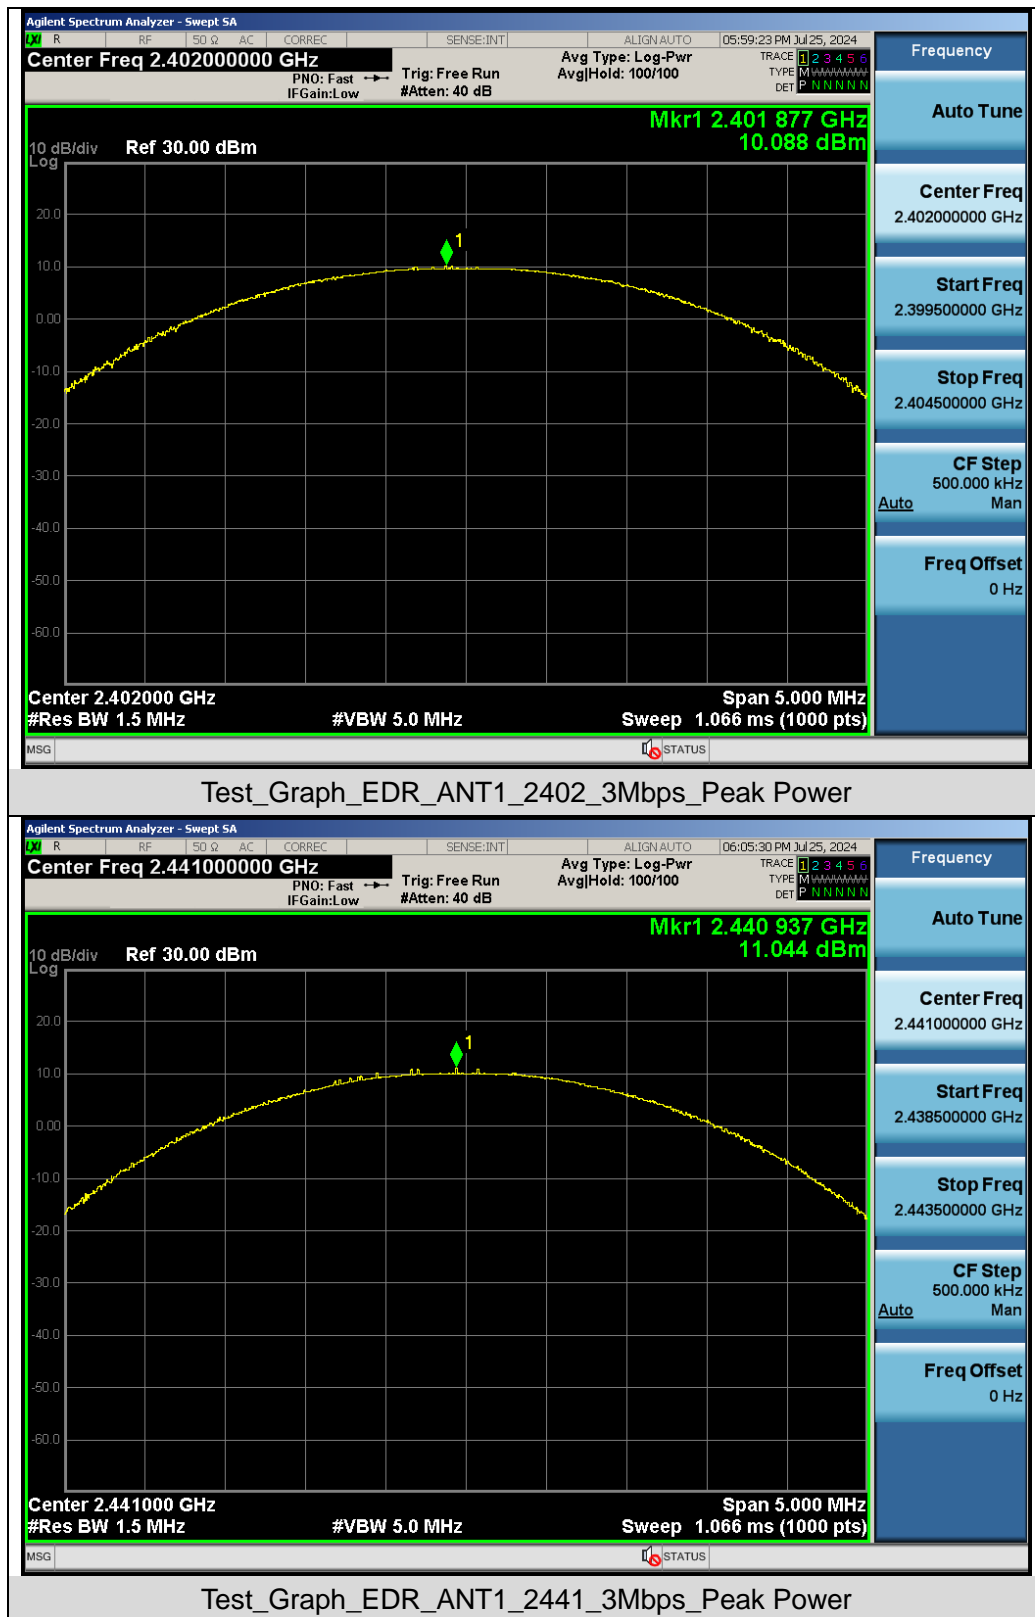 Agilent Spectrum Analyzer - Swept SA
LXI R RF 50 Ω AC CORREC SENSE:INT ALIGN AUTO 05:59:23 PM Jul 25, 2024
Center Freq 2.402000000 GHz
PNO: Fast
IFGain:Low
Trig: Free Run
#Atten: 40 dB
Avg Type: Log-Pwr
Avg|Hold: 100/100
TRACE 1 2 3 4 5 6
TYPE M WWWWW
DET P N N N N N
Mkr1 2.401 877 GHz
10.088 dBm
10 dB/div Ref 30.00 dBm
Log
20.0
10.0
0.00
-10.0
-20.0
-30.0
-40.0
-50.0
-60.0
1
Center 2.402000 GHz Span 5.000 MHz
#Res BW 1.5 MHz #VBW 5.0 MHz Sweep 1.066 ms (1000 pts)
MSG STATUS
Frequency
Auto Tune
Center Freq
2.402000000 GHz
Start Freq
2.399500000 GHz
Stop Freq
2.404500000 GHz
CF Step
500.000 kHz
Auto Man
Freq Offset
0 Hz
Test_Graph_EDR_ANT1_2402_3Mbps_Peak Power
Agilent Spectrum Analyzer - Swept SA
LXI R RF 50 Ω AC CORREC SENSE:INT ALIGN AUTO 06:05:30 PM Jul 25, 2024
Center Freq 2.441000000 GHz
PNO: Fast
IFGain:Low
Trig: Free Run
#Atten: 40 dB
Avg Type: Log-Pwr
Avg|Hold: 100/100
TRACE 1 2 3 4 5 6
TYPE M WWWWW
DET P N N N N N
Mkr1 2.440 937 GHz
11.044 dBm
10 dB/div Ref 30.00 dBm
Log
20.0
10.0
0.00
-10.0
-20.0
-30.0
-40.0
-50.0
-60.0
1
Center 2.441000 GHz Span 5.000 MHz
#Res BW 1.5 MHz #VBW 5.0 MHz Sweep 1.066 ms (1000 pts)
MSG STATUS
Frequency
Auto Tune
Center Freq
2.441000000 GHz
Start Freq
2.438500000 GHz
Stop Freq
2.443500000 GHz
CF Step
500.000 kHz
Auto Man
Freq Offset
0 Hz
Test_Graph_EDR_ANT1_2441_3Mbps_Peak Power